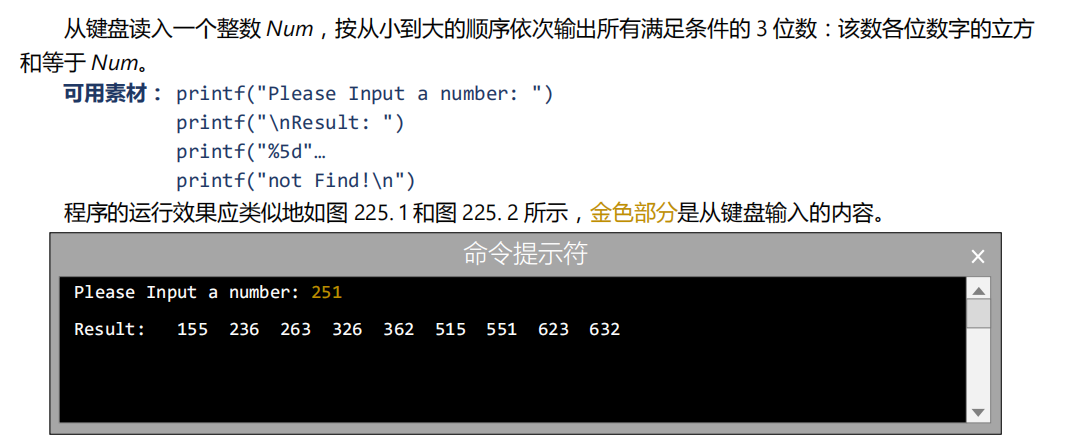 从键盘读入一个整数 Num，按从小到大的顺序依次输出所有满足条件的 3 位数：该数各位数字的立方
和等于 Num。
可用素材： printf("Please Input a number: ")
printf("\nResult: ")
printf("%5d"…
printf("not Find!\n")
程序的运行效果应类似地如图 225.1 和图 225.2 所示，金色部分是从键盘输入的内容。
命令提示符 ×
Please Input a number: 251
Result: 155 236 263 326 362 515 551 623 632